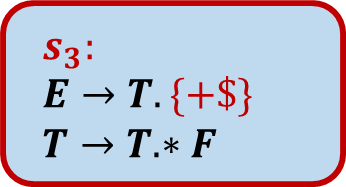 s₃:
E → T. {+$}
T → T.* F